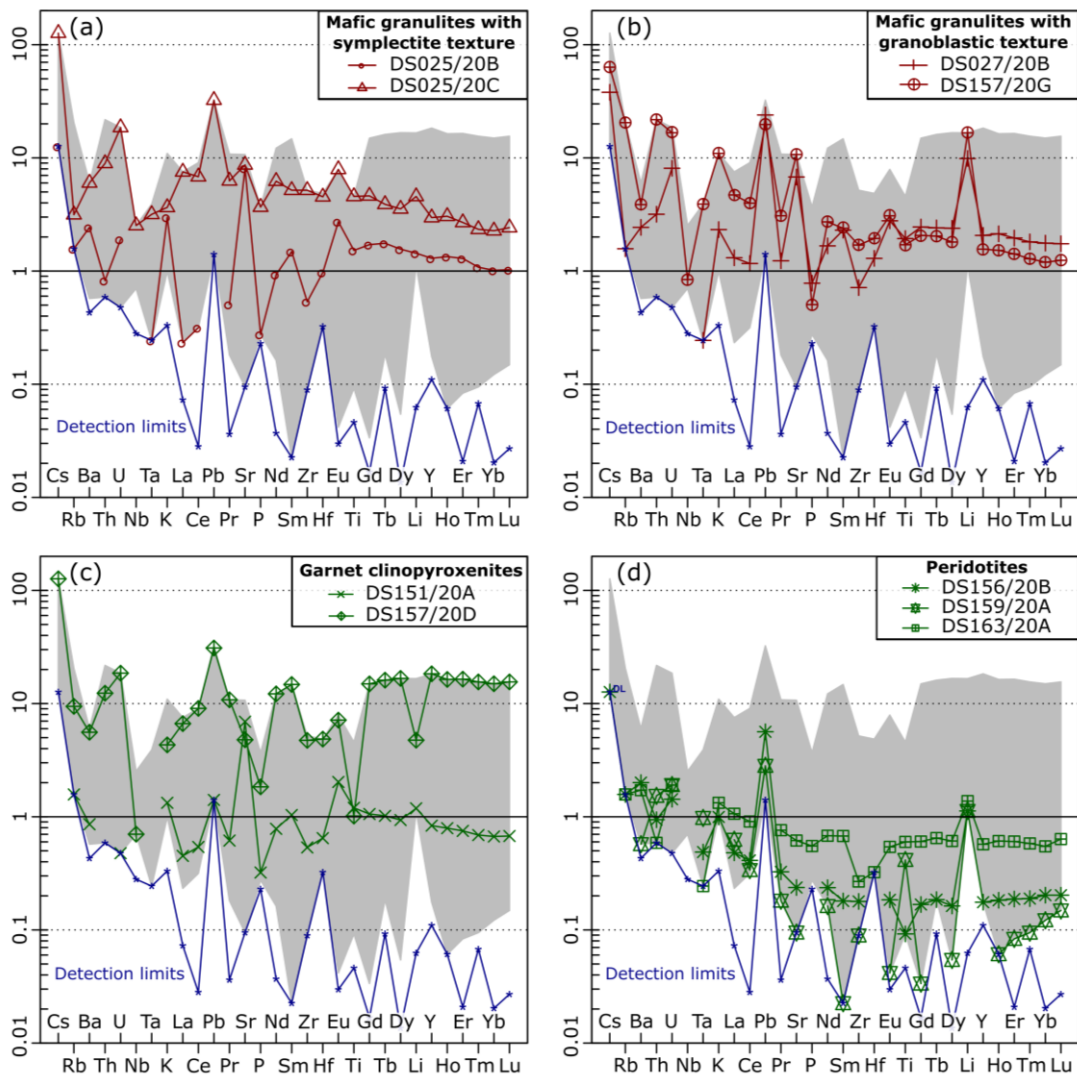 (a)
Mafic granulites with
symplectite texture
DS025/20B
DS025/20C
100
10
1
0.1
0.01
Detection limits
Cs Ba Th U Ta La Pb Sr Nd Zr Eu Gd Dy Y Er Yb
Rb Th Nb K Ce Pr P Sm Hf Ti Tb Li Ho Tm Lu
(b)
Mafic granulites with
granoblastic texture
DS027/20B
DS157/20G
100
10
1
0.1
0.01
Detection limits
Cs Ba U Ta La Pb Sr Nd Zr Eu Gd Dy Y Er Yb
Rb Th Nb K Ce Pr P Sm Hf Ti Tb Li Ho Tm Lu
(c)
Garnet clinopyroxenites
DS151/20A
DS157/20D
100
10
1
0.1
0.01
Detection limits
Cs Ba Th U Ta La Ce Pb Sr Nd Zr Eu Gd Dy Y Er Yb
Rb Th Nb K Ce Pr P Sm Hf Ti Tb Li Ho Tm Lu
(d)
Peridotites
DS156/20B
DS159/20A
DS163/20A
DL
100
10
1
0.1
0.01
Detection limits
Cs Ba U Ta La Pb Sr Nd Zr Eu Gd Dy Y Er Yb
Rb Th Nb K Ce Pr P Sm Hf Ti Tb Li Ho Tm Lu